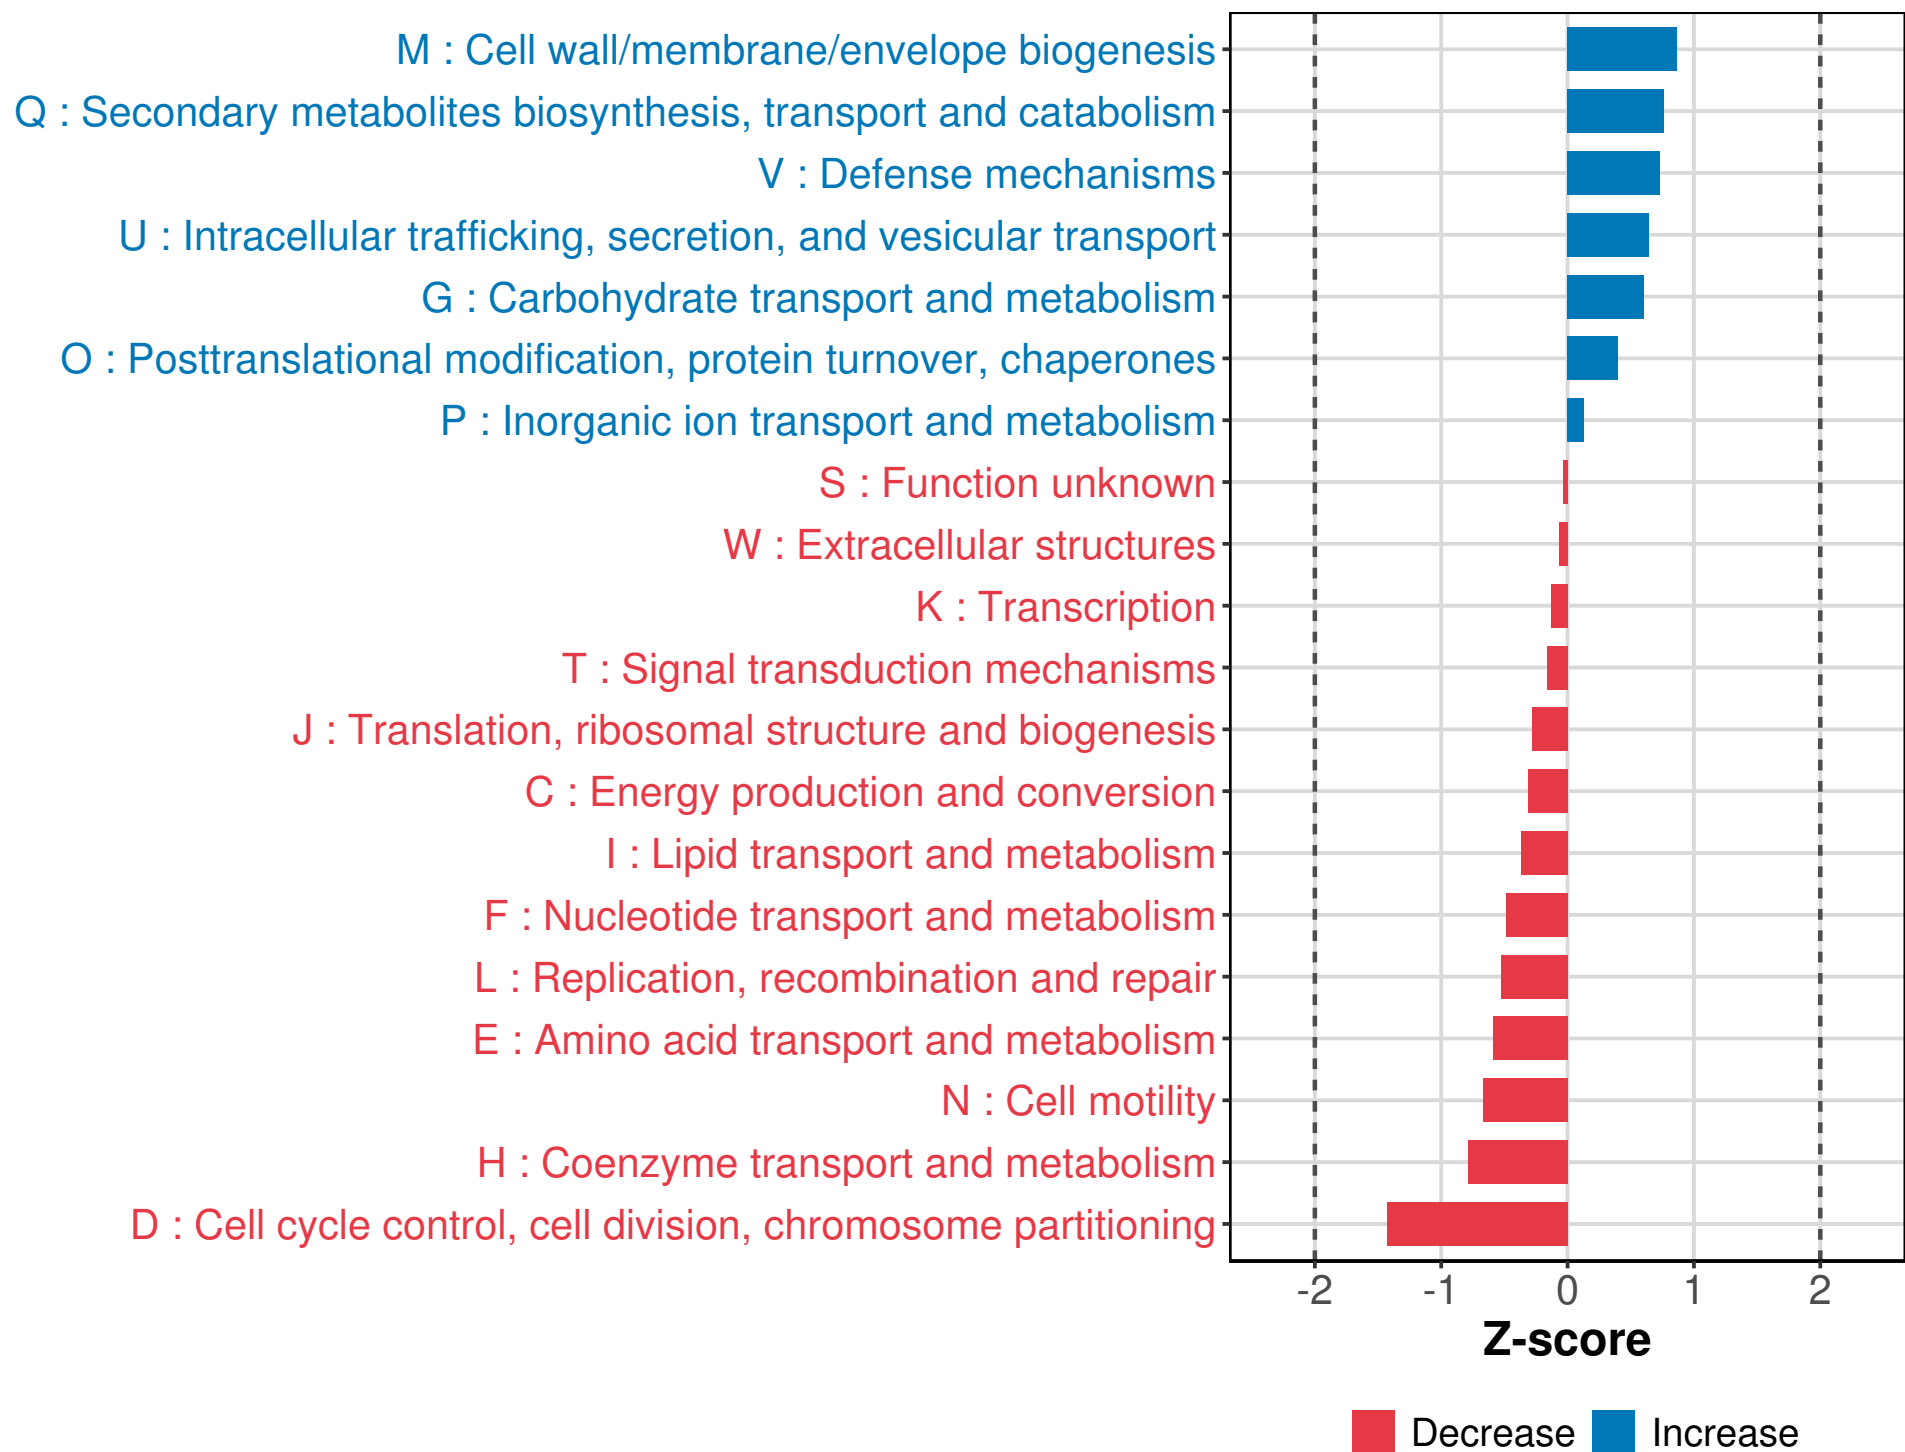 M : Cell wall/membrane/envelope biogenesis
Q : Secondary metabolites biosynthesis, transport and catabolism
V : Defense mechanisms
U : Intracellular trafficking, secretion, and vesicular transport
G : Carbohydrate transport and metabolism
O : Posttranslational modification, protein turnover, chaperones
P : Inorganic ion transport and metabolism
S : Function unknown
W : Extracellular structures
K : Transcription
T : Signal transduction mechanisms
J : Translation, ribosomal structure and biogenesis
C : Energy production and conversion
I : Lipid transport and metabolism
F : Nucleotide transport and metabolism
L : Replication, recombination and repair
E : Amino acid transport and metabolism
N : Cell motility
H : Coenzyme transport and metabolism
D : Cell cycle control, cell division, chromosome partitioning
-2 -1 0 1 2
Z-score
Decrease Increase